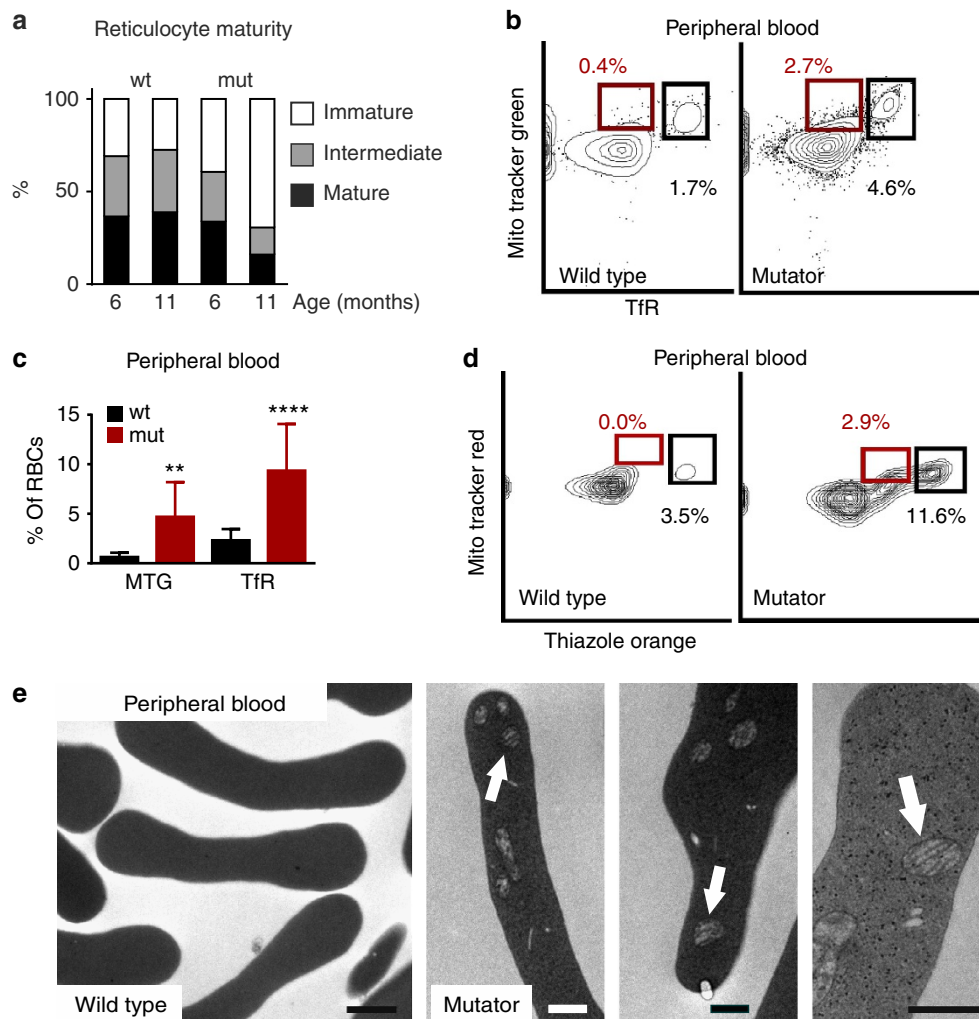 a
Reticulocyte maturity
wt mut
100
50
0
%
Immature
Intermediate
Mature
6 11 6 11 Age (months)
b
Peripheral blood
0.4%
1.7%
Wild type
2.7%
4.6%
Mutator
Mito tracker green
TfR
c
Peripheral blood
wt
mut
15
10
5
0
% Of RBCs
**
****
MTG TfR
d
Peripheral blood
0.0%
3.5%
Wild type
2.9%
11.6%
Mutator
Mito tracker red
Thiazole orange
e
Peripheral blood
Wild type
Mutator